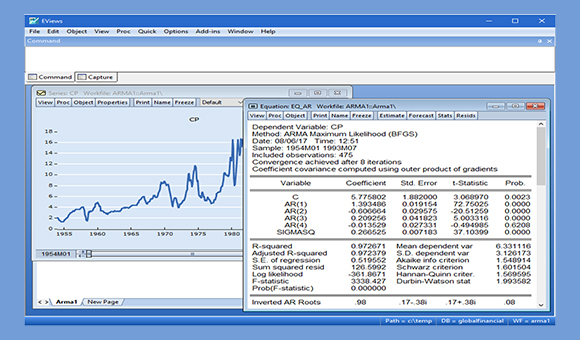 EViews
File Edit Object View Proc Quick Options Add-ins Window Help
Command
Command Capture
Series: CP Workfile: ARMA1::Arma1\
View Proc Object Properties Print Name Freeze Default
CP
18
16
14
12
10
8
6
4
2
0
1955 1960 1965 1970 1975 1980
1954M01
Arma1 New Page
Equation: EQ_AR Workfile: ARMA1::Arma1\
View Proc Object Print Name Freeze Estimate Forecast Stats Resids
Dependent Variable: CP
Method: ARMA Maximum Likelihood (BFGS)
Date: 08/06/17 Time: 12:51
Sample: 1954M01 1993M07
Included observations: 475
Convergence achieved after 8 iterations
Coefficient covariance computed using outer product of gradients
Variable Coefficient Std. Error t-Statistic Prob.
C 5.775802 1.882000 3.068970 0.0023
AR(1) 1.393486 0.019154 72.75025 0.0000
AR(2) -0.606664 0.029575 -20.51259 0.0000
AR(3) 0.209250 0.041823 5.003316 0.0000
AR(4) -0.013529 0.027331 -0.494985 0.6208
SIGMASQ 0.266525 0.007183 37.10399 0.0000
R-squared 0.972671 Mean dependent var 6.331116
Adjusted R-squared 0.972379 S.D. dependent var 3.126173
S.E. of regression 0.519552 Akaike info criterion 1.548914
Sum squared resid 126.5992 Schwarz criterion 1.601504
Log likelihood -361.8671 Hannan-Quinn criter. 1.569595
F-statistic 3338.427 Durbin-Watson stat 1.993582
Prob(F-statistic) 0.000000
Inverted AR Roots .98 .17-.38i .17+.38i .08
Path = c:\temp DB = globalfinancial WF = arma1